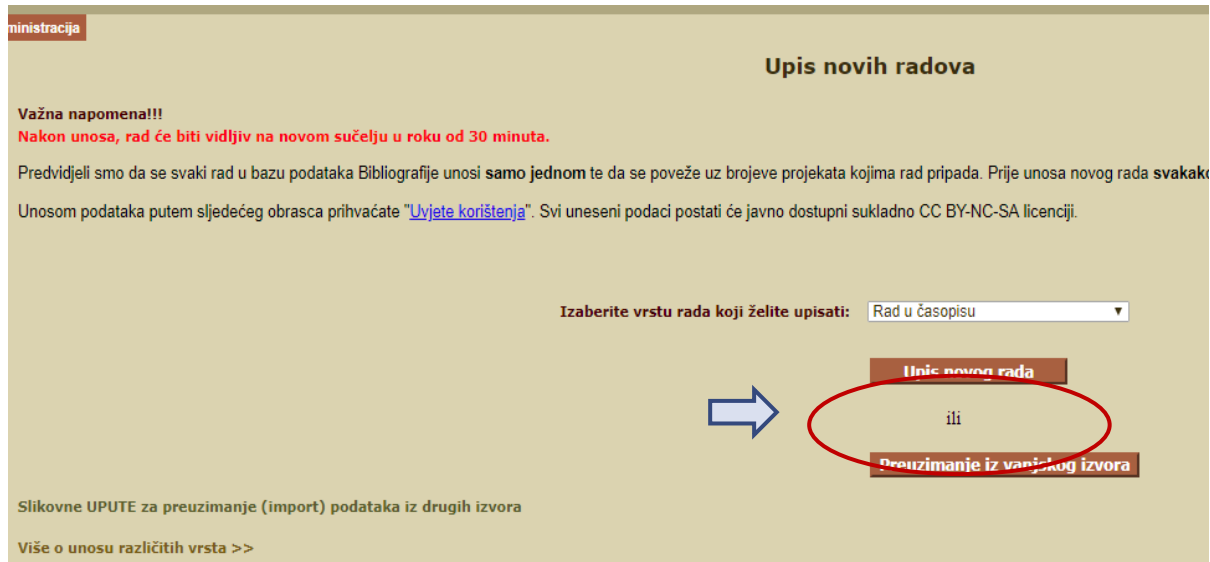 ministracija
Upis novih radova
Važna napomena!!!
Nakon unosa, rad će biti vidljiv na novom sučelju u roku od 30 minuta.
Predvidjeli smo da se svaki rad u bazu podataka Bibliografije unosi samo jednom te da se poveže uz brojeve projekata kojima rad pripada. Prije unosa novog rada svakako
Unosom podataka putem sljedećeg obrasca prihvaćate "Uvjete korištenja". Svi uneseni podaci postati će javno dostupni sukladno CC BY-NC-SA licenciji.
Izaberite vrstu rada koji želite upisati: Rad u časopisu
Upis novog rada
ili
Preuzimanje iz vanjskog izvora
Slikovne UPUTE za preuzimanje (import) podataka iz drugih izvora
Više o unosu različitih vrsta >>